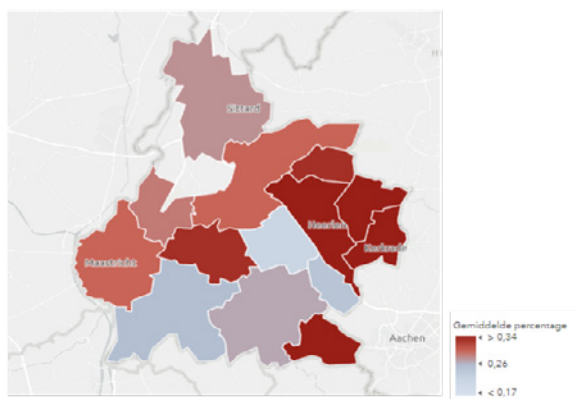 Sittard
Heerlen
Kerkrade
Maastricht
Aachen
Gemiddelde percentage
> 0,34
0,26
< 0,17